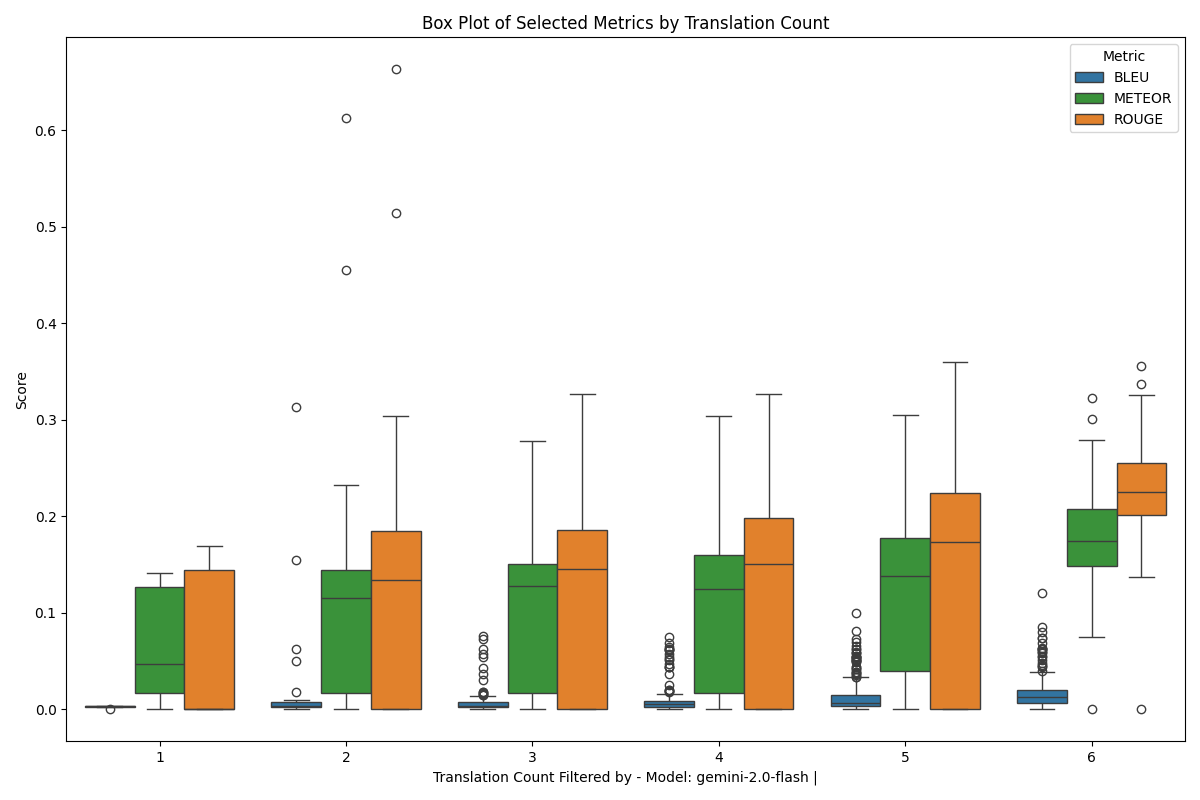 Box Plot of Selected Metrics by Translation Count
Metric
BLEU
METEOR
ROUGE
Score
0.6
0.5
0.4
0.3
0.2
0.1
0.0
1 2 3 4 5 6
Translation Count Filtered by - Model: gemini-2.0-flash |